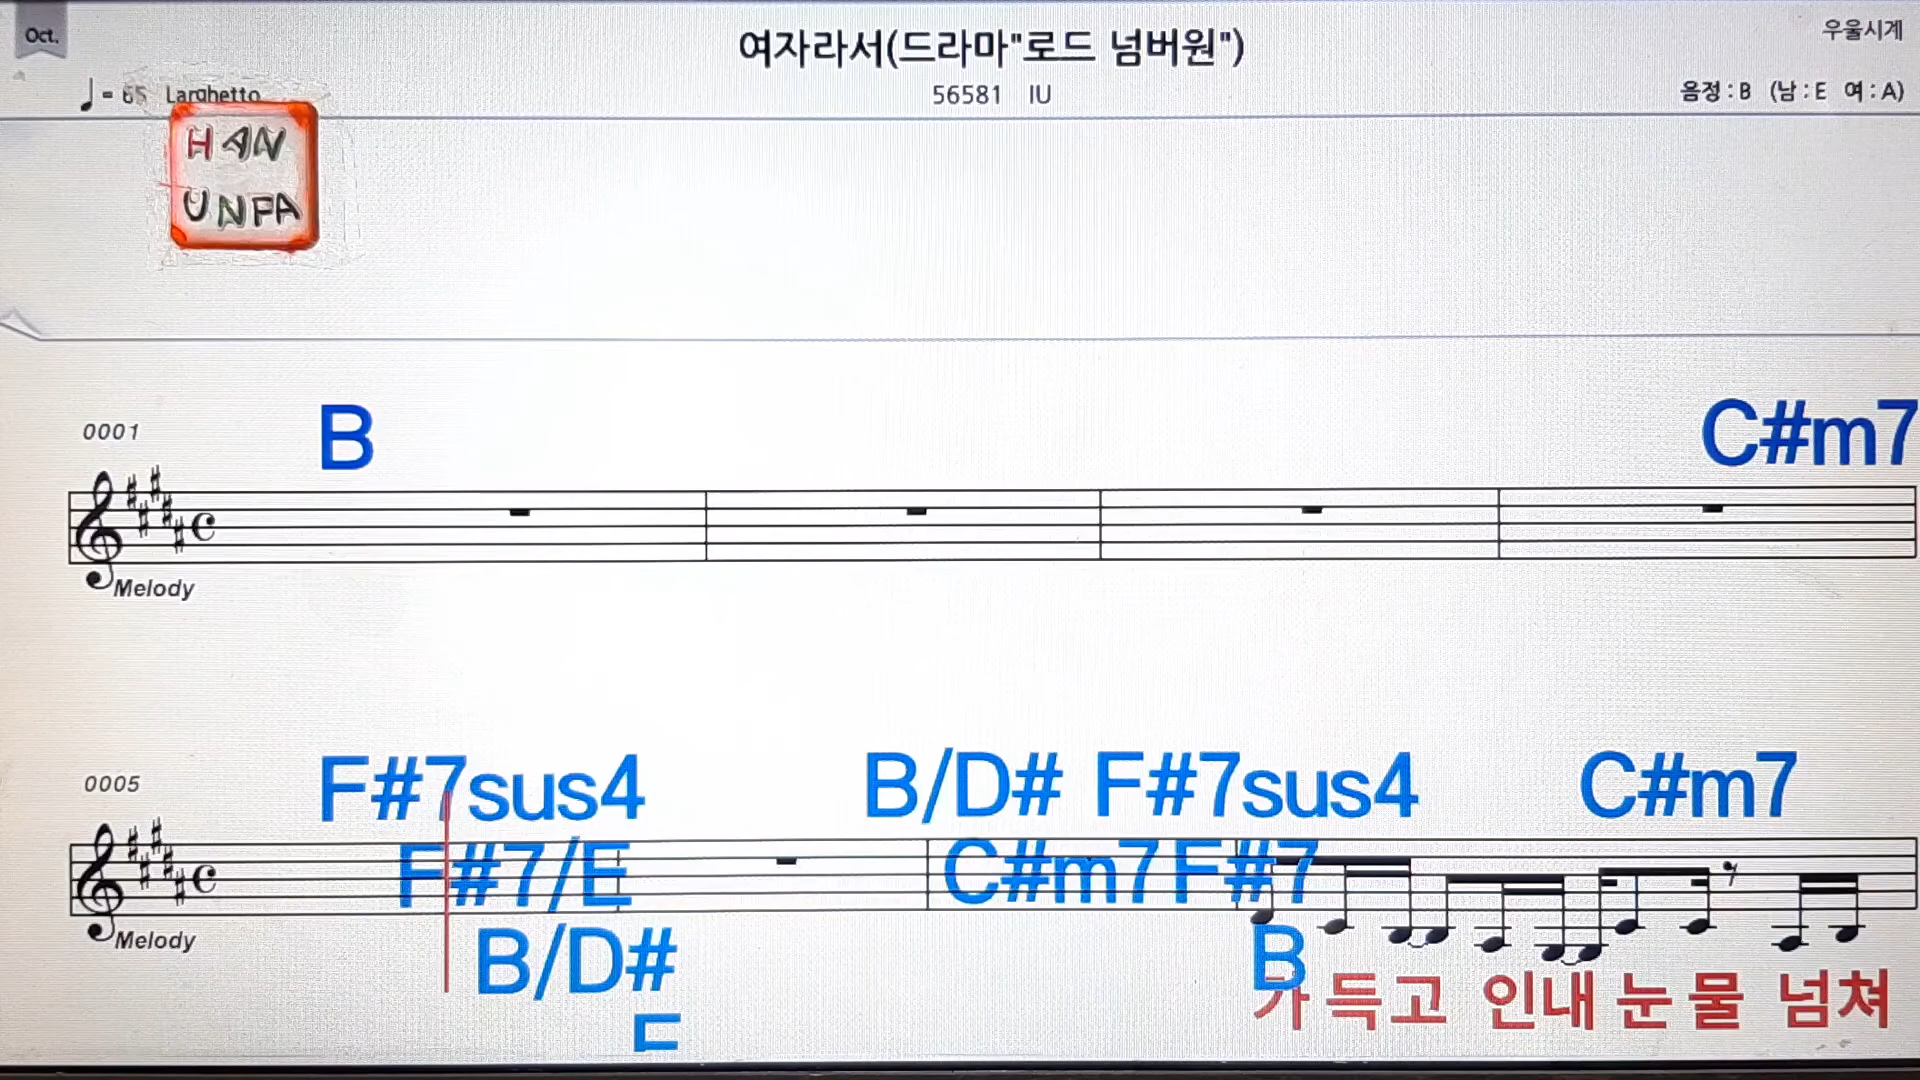 Oct.
여자라서(드라마"로드 넘버원")
우울시계
♩= 65 Larghetto
56581 IU
음정 : B (남 : E 여 : A)
HAN
UNFA
0001
B C#m7
Melody
0005
F#7sus4 B/D# F#7sus4 C#m7
F#7/E C#m7 F#7
Melody
B/D# B
가 득고 인내 눈 물 넘쳐